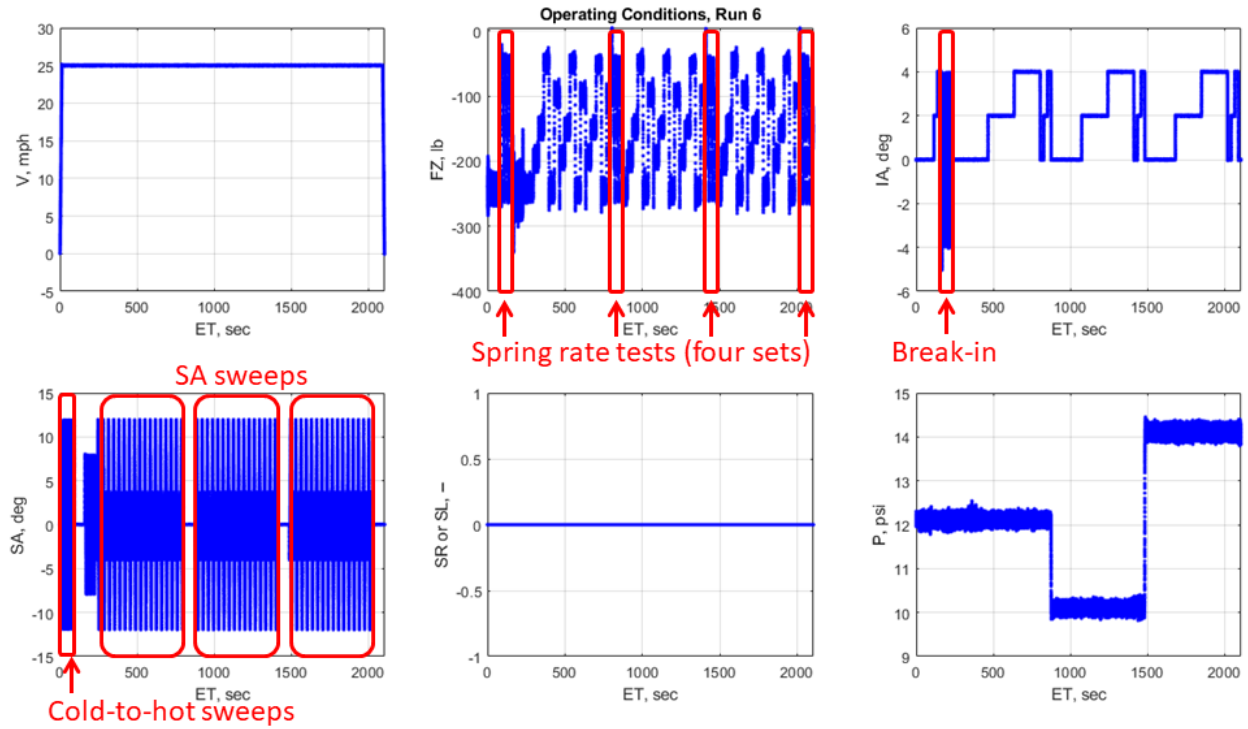 Operating Conditions, Run 6
30
25
20
15
10
5
0
-5
V, mph
0 500 1000 1500 2000
ET, sec
0
-100
-200
-300
-400
FZ, lb
0 500 1000 1500 2000
ET, sec
6
4
2
0
-2
-4
-6
IA, deg
0 500 1000 1500 2000
ET, sec
Spring rate tests (four sets)
Break-in
SA sweeps
15
10
5
0
-5
-10
-15
SA, deg
0 500 1000 1500 2000
ET, sec
Cold-to-hot sweeps
1
0.5
0
-0.5
-1
SR or SL, –
0 500 1000 1500 2000
ET, sec
15
14
13
12
11
10
9
P, psi
0 500 1000 1500 2000
ET, sec